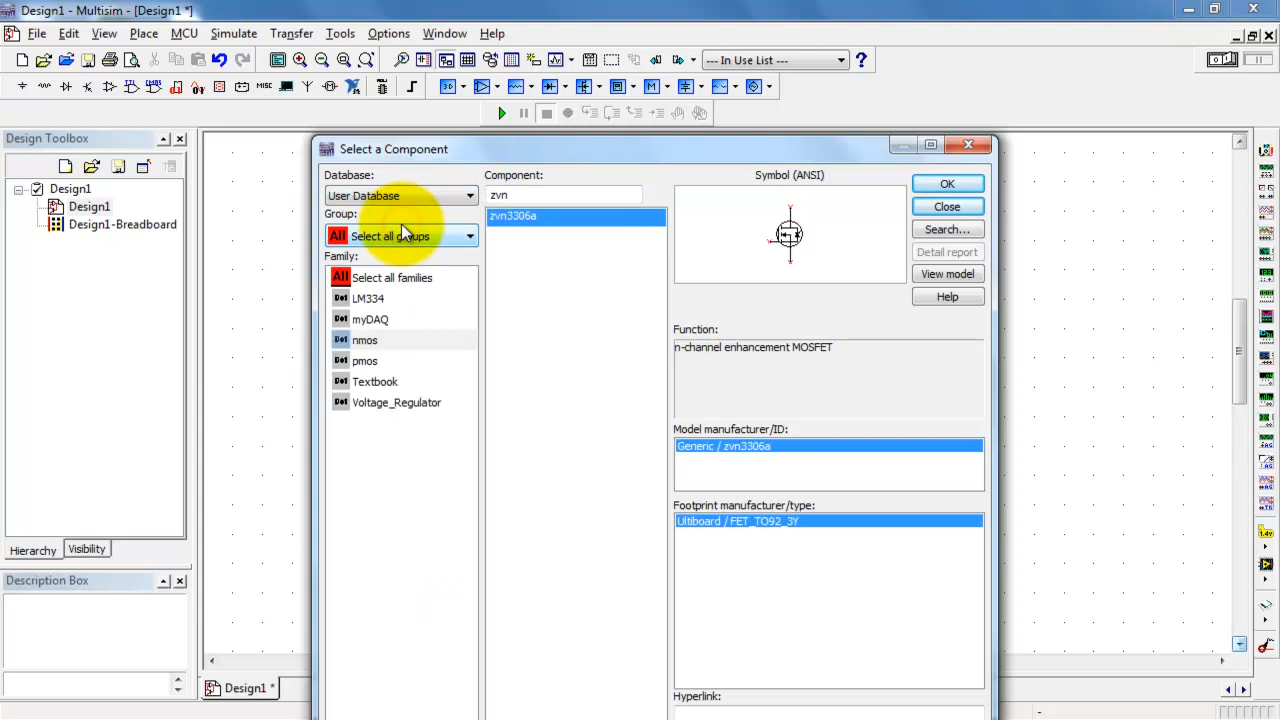 Design1 - Multisim - [Design1 *]
File Edit View Place MCU Simulate Transfer Tools Options Window Help
--- In Use List ---
MISC
Design Toolbox
Design1
Design1
Design1-Breadboard
Hierarchy Visibility
Description Box
Design1 *
Select a Component
Database:
User Database
Group:
All Select all groups
Family:
All Select all families
LM334
myDAQ
nmos
pmos
Textbook
Voltage_Regulator
Component:
zvn
zvn3306a
Symbol (ANSI)
Function:
n-channel enhancement MOSFET
Model manufacturer/ID:
Generic / zvn3306a
Footprint manufacturer/type:
Ultiboard / FET_TO92_3Y
Hyperlink:
OK
Close
Search...
Detail report
View model
Help